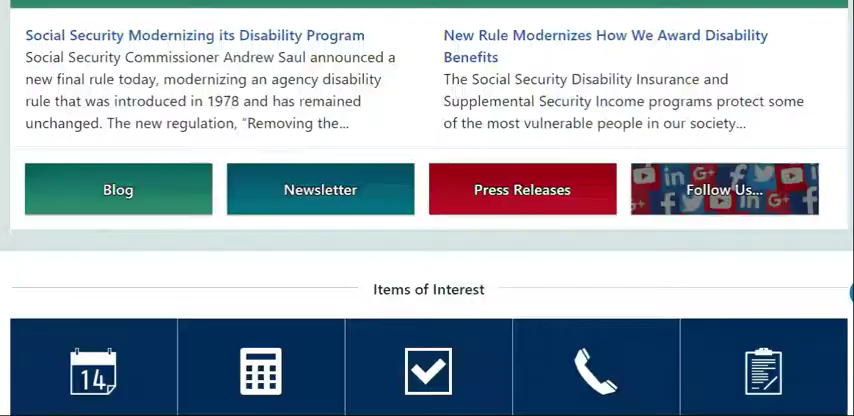 Social Security Modernizing its Disability Program
Social Security Commissioner Andrew Saul announced a
new final rule today, modernizing an agency disability
rule that was introduced in 1978 and has remained
unchanged. The new regulation, “Removing the...
New Rule Modernizes How We Award Disability
Benefits
The Social Security Disability Insurance and
Supplemental Security Income programs protect some
of the most vulnerable people in our society...
Blog
Newsletter
Press Releases
Follow Us...
Items of Interest
14